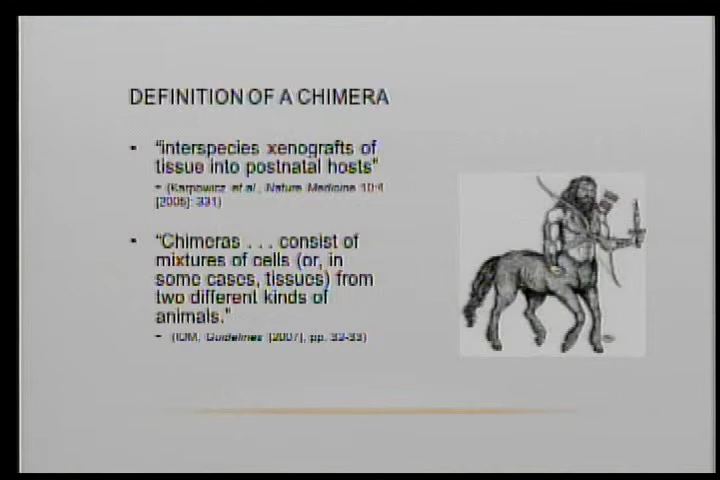 DEFINITION OF A CHIMERA
▪ "interspecies xenografts of
tissue into postnatal hosts"
– (Karpowicz et al., Nature Medicine 10:4
[2005]: 331)
▪ "Chimeras . . . consist of
mixtures of cells (or, in
some cases, tissues) from
two different kinds of
animals."
– (IOM, Guidelines [2007], pp. 32-33)